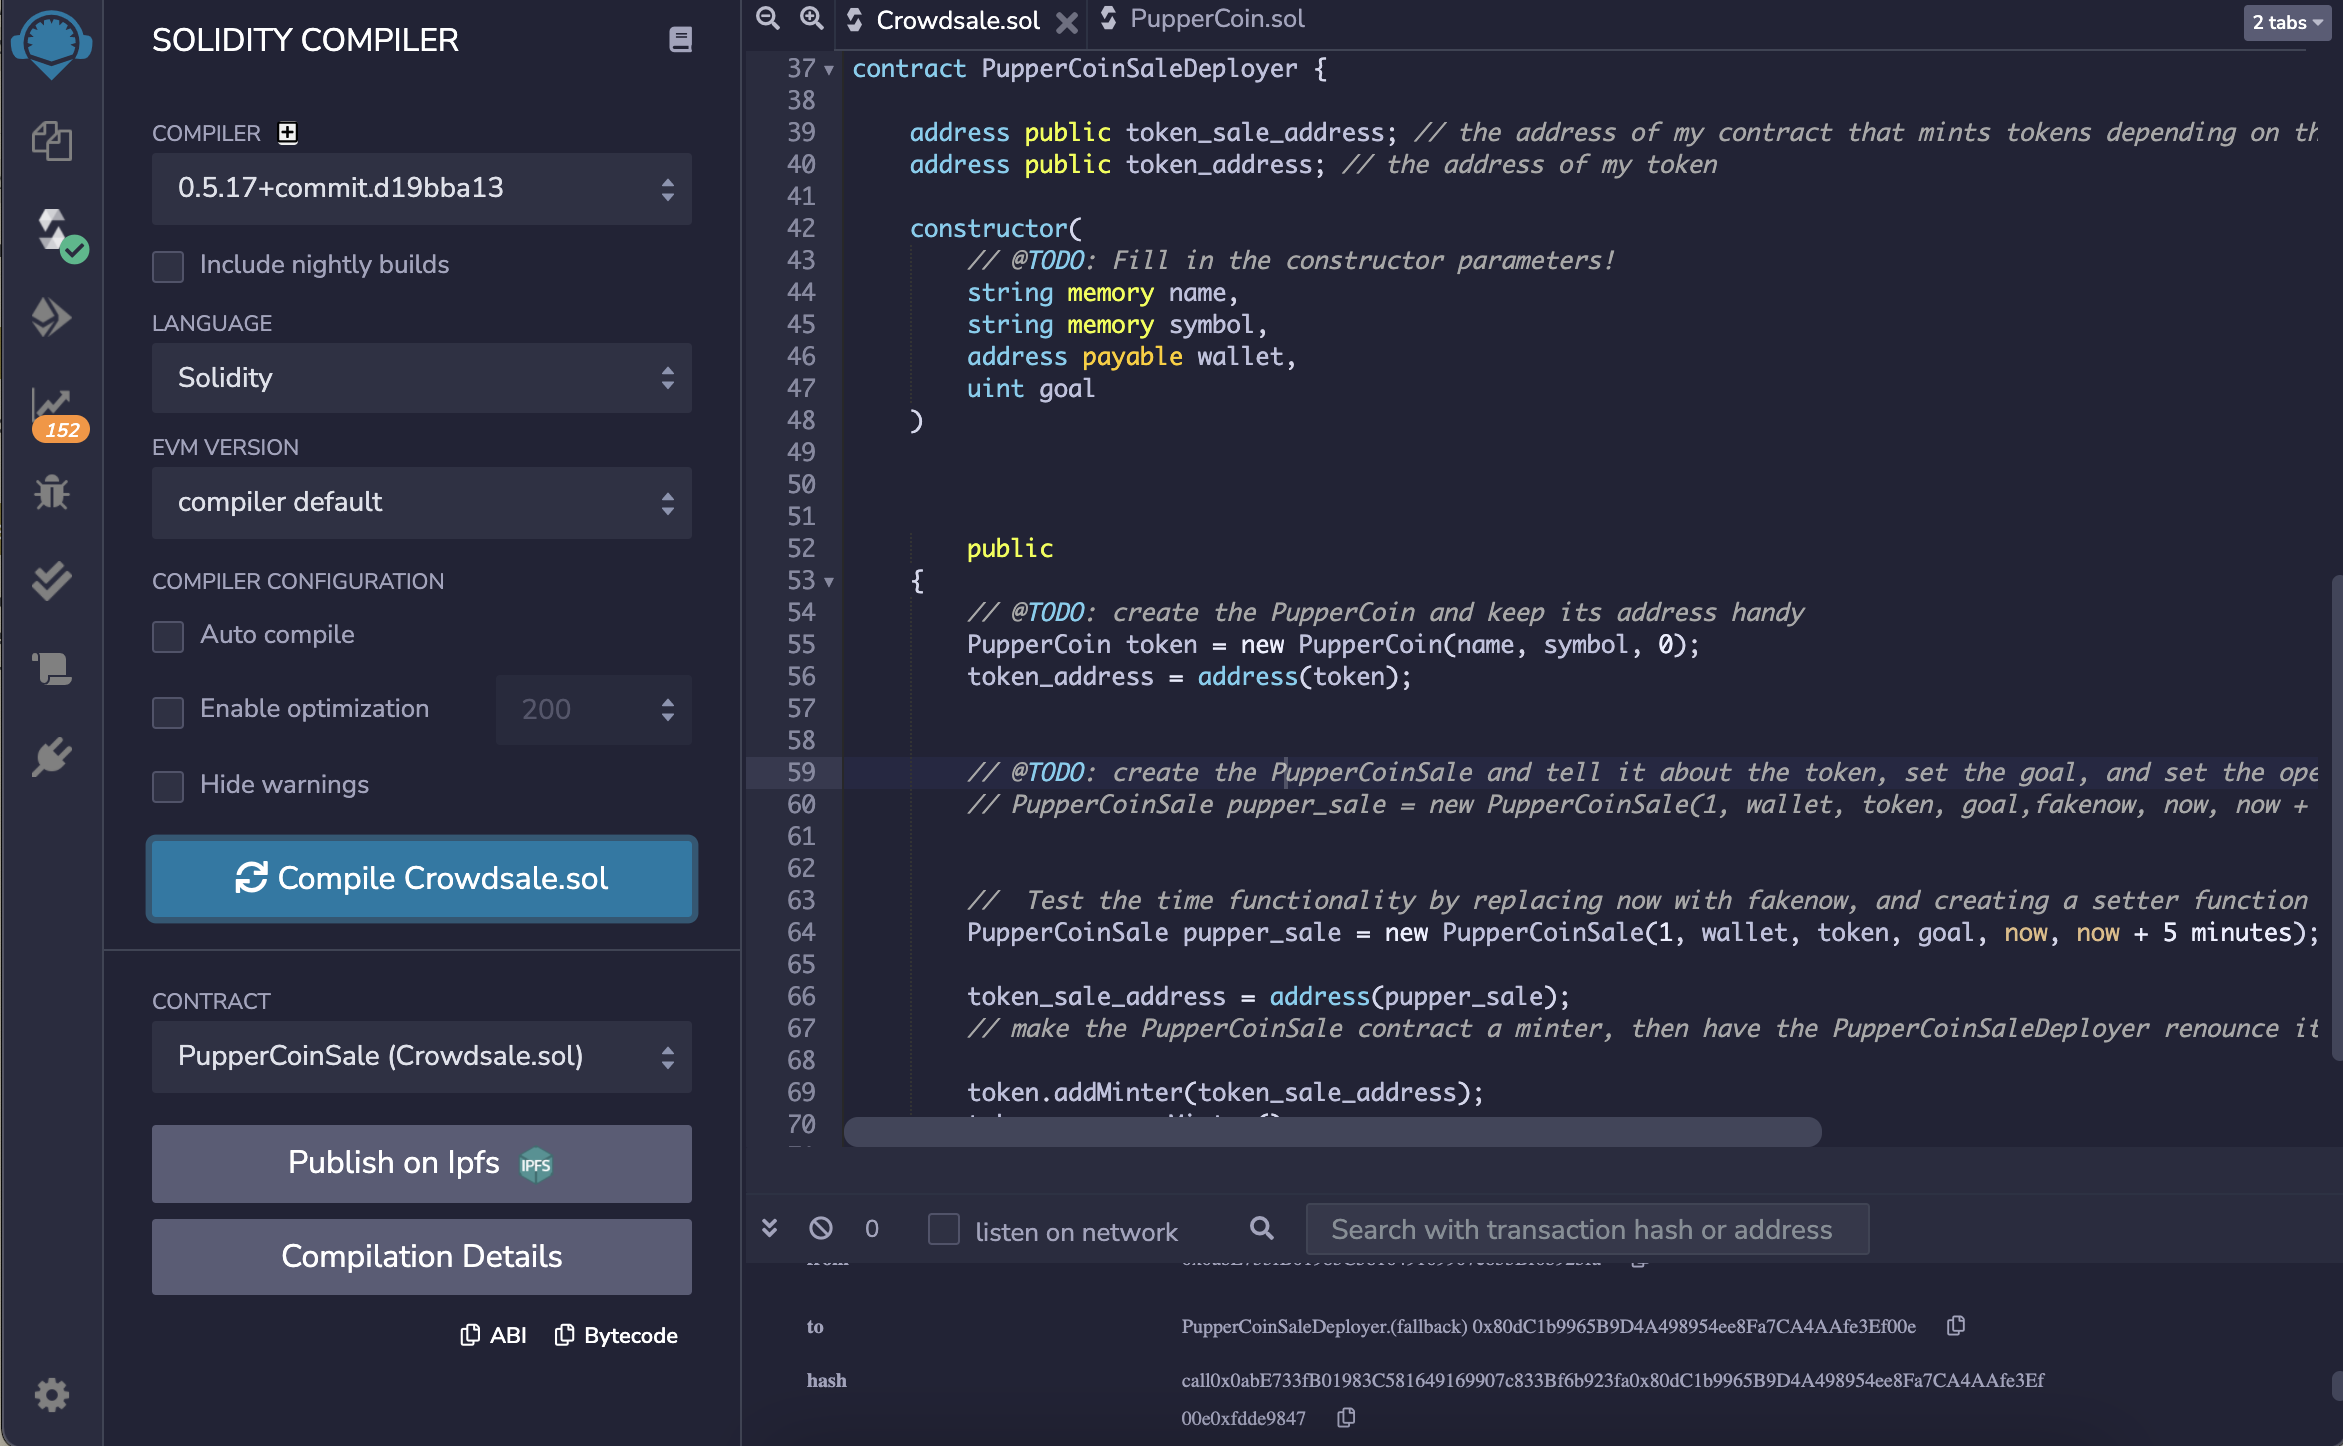 SOLIDITY COMPILER
COMPILER
0.5.17+commit.d19bba13
Include nightly builds
LANGUAGE
Solidity
152
EVM VERSION
compiler default
COMPILER CONFIGURATION
Auto compile
Enable optimization 200
Hide warnings
Compile Crowdsale.sol
CONTRACT
PupperCoinSale (Crowdsale.sol)
Publish on Ipfs IPFS
Compilation Details
ABI Bytecode
Crowdsale.sol PupperCoin.sol 2 tabs
37 contract PupperCoinSaleDeployer {
38
39 address public token_sale_address; // the address of my contract that mints tokens depending on th
40 address public token_address; // the address of my token
41
42 constructor(
43 // @TODO: Fill in the constructor parameters!
44 string memory name,
45 string memory symbol,
46 address payable wallet,
47 uint goal
48 )
49
50
51
52 public
53 {
54 // @TODO: create the PupperCoin and keep its address handy
55 PupperCoin token = new PupperCoin(name, symbol, 0);
56 token_address = address(token);
57
58
59 // @TODO: create the PupperCoinSale and tell it about the token, set the goal, and set the ope
60 // PupperCoinSale pupper_sale = new PupperCoinSale(1, wallet, token, goal,fakenow, now, now +
61
62
63 // Test the time functionality by replacing now with fakenow, and creating a setter function
64 PupperCoinSale pupper_sale = new PupperCoinSale(1, wallet, token, goal, now, now + 5 minutes);
65
66 token_sale_address = address(pupper_sale);
67 // make the PupperCoinSale contract a minter, then have the PupperCoinSaleDeployer renounce it
68
69 token.addMinter(token_sale_address);
70
0 listen on network Search with transaction hash or address
to PupperCoinSaleDeployer.(fallback) 0x80dC1b9965B9D4A498954ee8Fa7CA4AAfe3Ef00e
hash call0x0abE733fB01983C581649169907c833Bf6b923fa0x80dC1b9965B9D4A498954ee8Fa7CA4AAfe3Ef
00e0xfdde9847